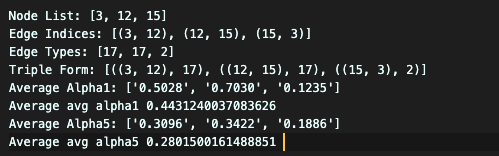 Node List: [3, 12, 15]
Edge Indices: [(3, 12), (12, 15), (15, 3)]
Edge Types: [17, 17, 2]
Triple Form: [((3, 12), 17), ((12, 15), 17), ((15, 3), 2)]
Average Alpha1: ['0.5028', '0.7030', '0.1235']
Average avg alpha1 0.4431240037083626
Average Alpha5: ['0.3096', '0.3422', '0.1886']
Average avg alpha5 0.2801500161488851